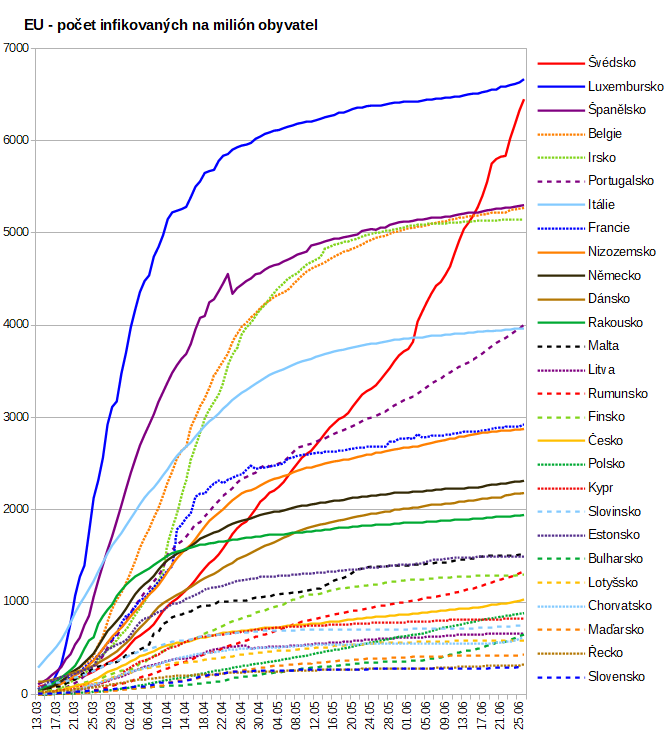 EU - počet infikovaných na milión obyvatel
7000
6000
5000
4000
3000
2000
1000
0
13.03
17.03
21.03
25.03
29.03
02.04
06.04
10.04
14.04
18.04
22.04
26.04
30.04
04.05
08.05
12.05
16.05
20.05
24.05
28.05
01.06
05.06
09.06
13.06
17.06
21.06
25.06
Švédsko
Luxembursko
Španělsko
Belgie
Irsko
Portugalsko
Itálie
Francie
Nizozemsko
Německo
Dánsko
Rakousko
Malta
Litva
Rumunsko
Finsko
Česko
Polsko
Kypr
Slovinsko
Estonsko
Bulharsko
Lotyšsko
Chorvatsko
Maďarsko
Řecko
Slovensko